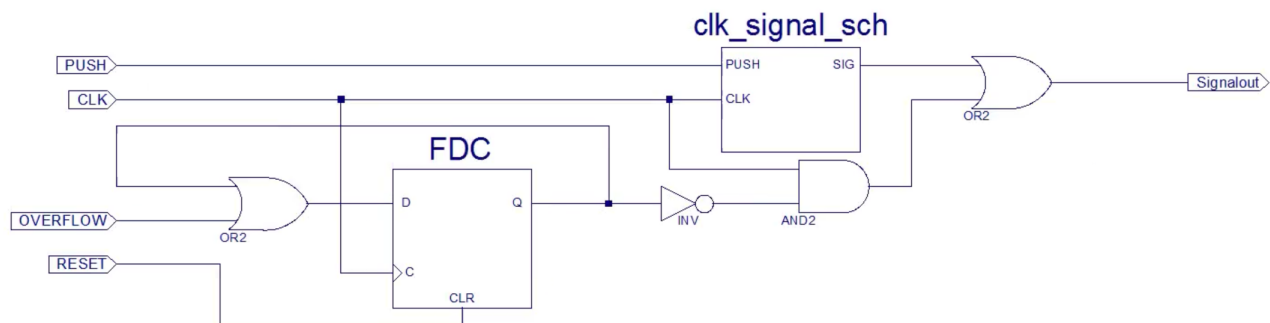 clk_signal_sch
PUSH
PUSH
SIG
Signalout
CLK
CLK
OR2
FDC
D
Q
OVERFLOW
OR2
INV
AND2
RESET
C
CLR